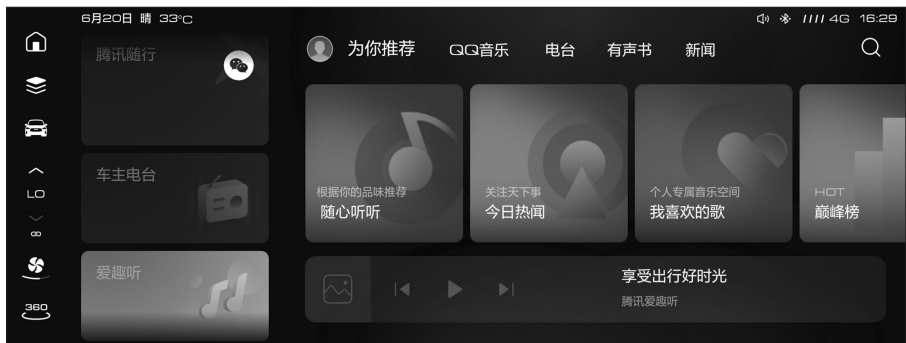 6月20日 晴 33°C
4G 16:29
LO
360
腾讯随行
车主电台
爱趣听
为你推荐 QQ音乐 电台 有声书 新闻
根据你的品味推荐
随心听听
关注天下事
今日热闻
个人专属音乐空间
我喜欢的歌
HOT
巅峰榜
享受出行好时光
腾讯爱趣听